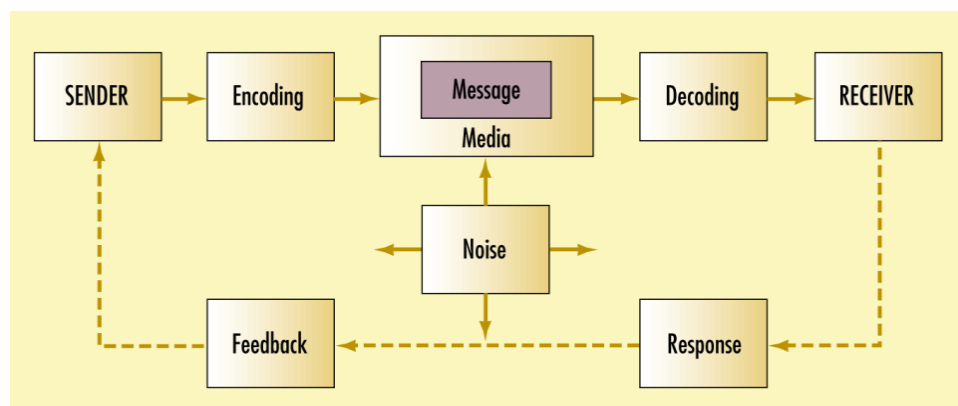 SENDER
Encoding
Message
Media
Decoding
RECEIVER
Noise
Feedback
Response